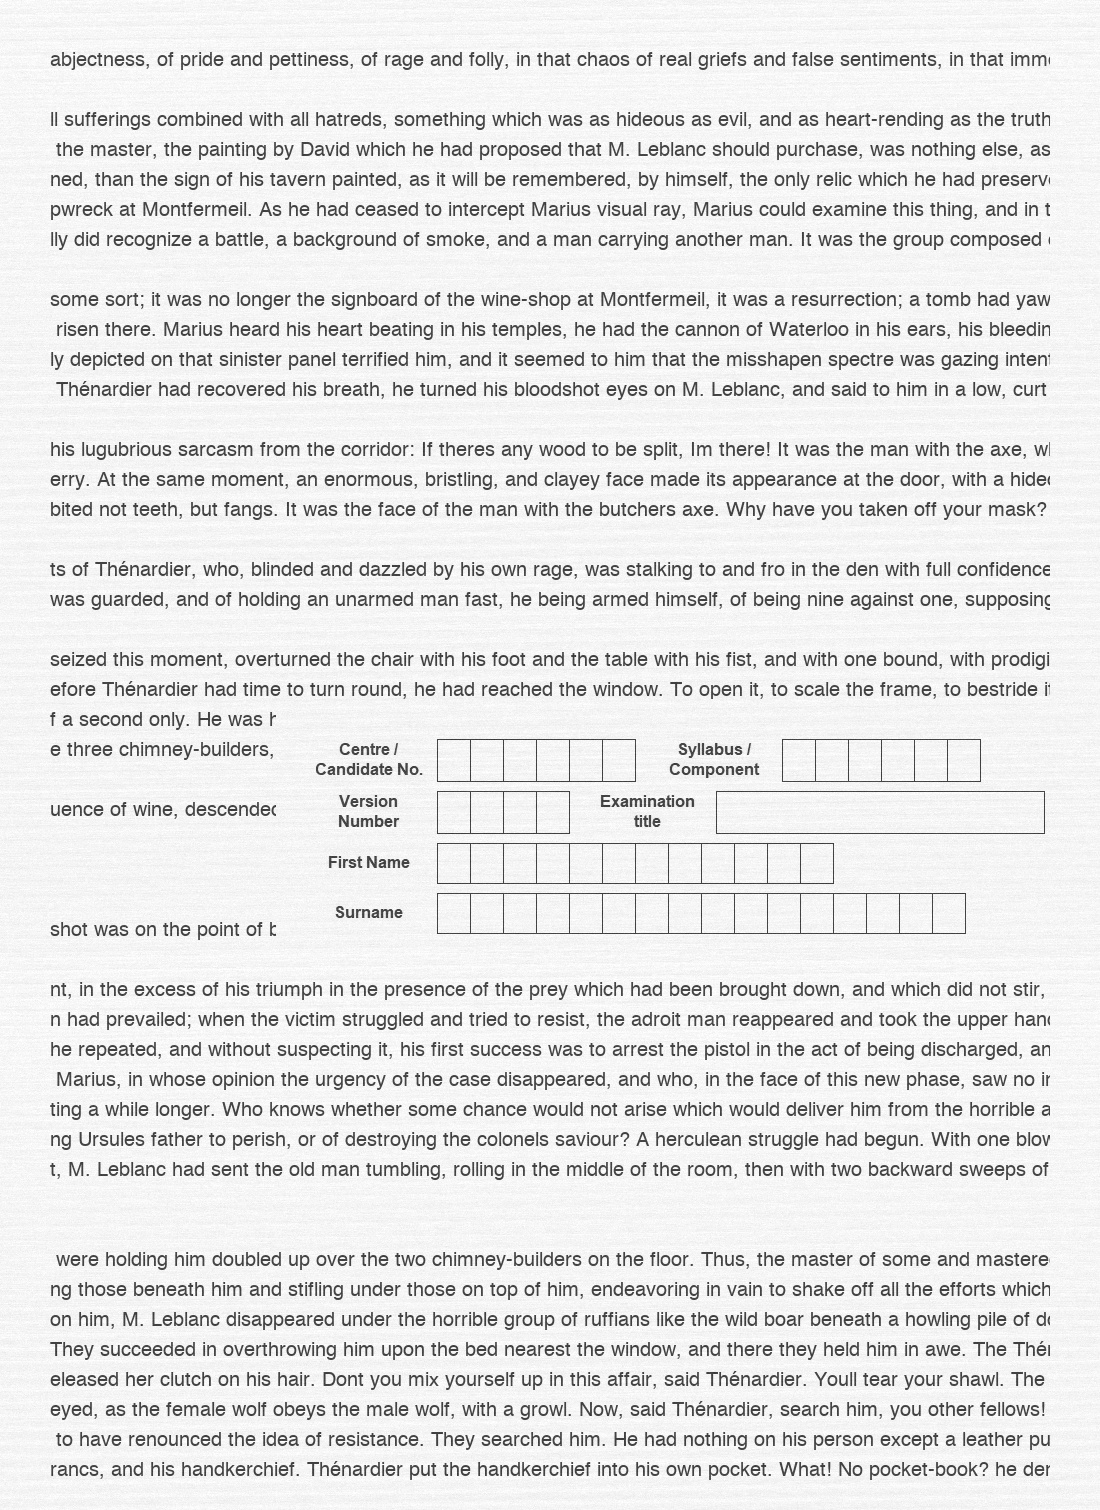 abjectness, of pride and pettiness, of rage and folly, in that chaos of real griefs and false sentiments, in that
ll sufferings combined with all hatreds, something which was as hideous as evil, and as heart-rending as the truth
the master, the painting by David which he had proposed that M. Leblanc should purchase, was nothing else, as
ned, than the sign of his tavern painted, as it will be remembered, by himself, the only relic which he had
pwreck at Montfermeil. As he had ceased to intercept Marius visual ray, Marius could examine this thing, and in t
lly did recognize a battle, a background of smoke, and a man carrying another man. It was the group composed
some sort; it was no longer the signboard of the wine-shop at Montfermeil, it was a resurrection; a tomb had yaw
risen there. Marius heard his heart beating in his temples, he had the cannon of Waterloo in his ears, his bleedin
ly depicted on that sinister panel terrified him, and it seemed to him that the misshapen spectre was gazing intent
Thénardier had recovered his breath, he turned his bloodshot eyes on M. Leblanc, and said to him in a low, curt
his lugubrious sarcasm from the corridor: If theres any wood to be split, Im there! It was the man with the axe,
erry. At the same moment, an enormous, bristling, and clayey face made its appearance at the door, with a
bited not teeth, but fangs. It was the face of the man with the butchers axe. Why have you taken off your mask?
ts of Thénardier, who, blinded and dazzled by his own rage, was stalking to and fro in the den with full confidence
was guarded, and of holding an unarmed man fast, he being armed himself, of being nine against one, supposing
seized this moment, overturned the chair with his foot and the table with his fist, and with one bound, with prodigi
efore Thénardier had time to turn round, he had reached the window. To open it, to scale the frame, to bestride it
f a second only. He was
e three chimney-builders,
Centre / Candidate No.
Syllabus / Component
uence of wine, descended
Version Number
Examination title
First Name
Surname
shot was on the point of
nt, in the excess of his triumph in the presence of the prey which had been brought down, and which did not stir,
n had prevailed; when the victim struggled and tried to resist, the adroit man reappeared and took the upper hand
he repeated, and without suspecting it, his first success was to arrest the pistol in the act of being discharged, an
Marius, in whose opinion the urgency of the case disappeared, and who, in the face of this new phase, saw no
ting a while longer. Who knows whether some chance would not arise which would deliver him from the horrible a
ng Ursules father to perish, or of destroying the colonels saviour? A herculean struggle had begun. With one blow
t, M. Leblanc had sent the old man tumbling, rolling in the middle of the room, then with two backward sweeps of
were holding him doubled up over the two chimney-builders on the floor. Thus, the master of some and mastered
ng those beneath him and stifling under those on top of him, endeavoring in vain to shake off all the efforts which
on him, M. Leblanc disappeared under the horrible group of ruffians like the wild boar beneath a howling pile of
They succeeded in overthrowing him upon the bed nearest the window, and there they held him in awe. The
eleased her clutch on his hair. Dont you mix yourself up in this affair, said Thénardier. Youll tear your shawl. The
eyed, as the female wolf obeys the male wolf, with a growl. Now, said Thénardier, search him, you other fellows!
to have renounced the idea of resistance. They searched him. He had nothing on his person except a leather pu
rancs, and his handkerchief. Thénardier put the handkerchief into his own pocket. What! No pocket-book? he